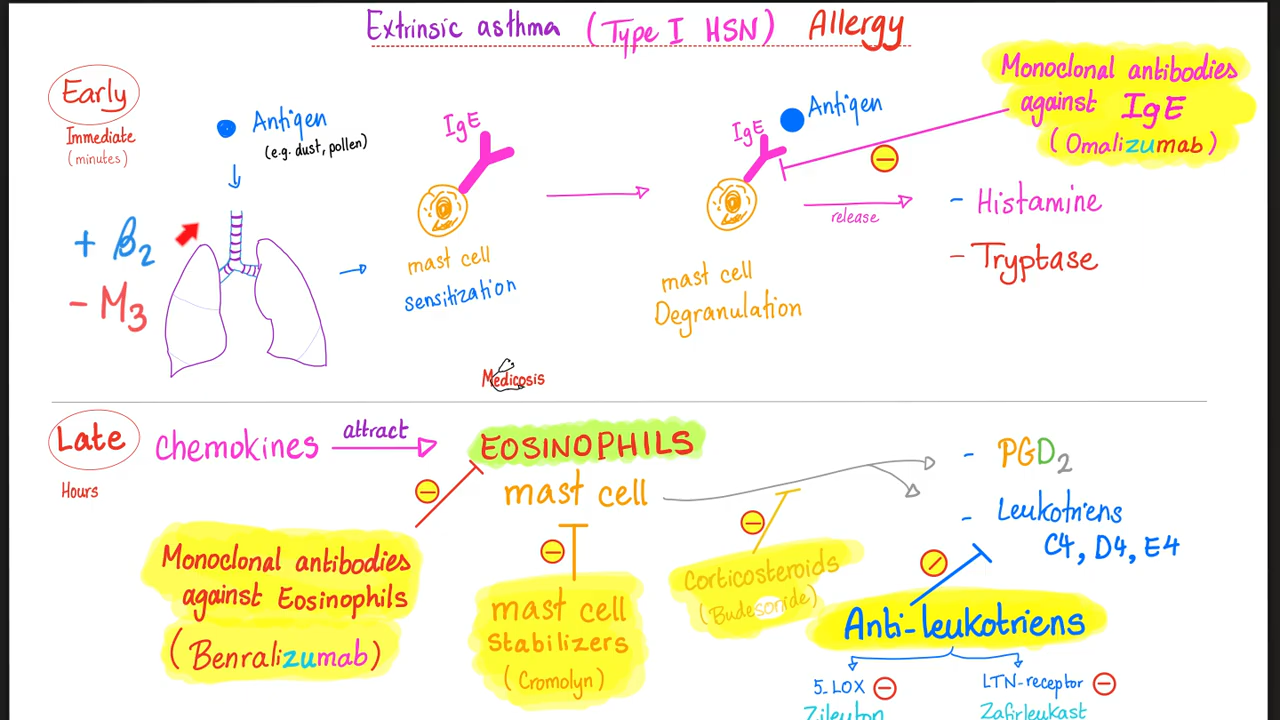 Extrinsic asthma (Type I HSN) Allergy
Early
Immediate
(minutes)
Antigen
(e.g. dust, pollen)
+ β2
- M3
IgE
mast cell
sensitization
IgE
Antigen
mast cell
Degranulation
release
- Histamine
- Tryptase
Monoclonal antibodies
against IgE
(Omalizumab)
Medicosis
Late
Hours
chemokines
attract
EOSINOPHILS
mast cell
- PGD2
- Leukotriens
C4, D4, E4
Monoclonal antibodies
against Eosinophils
(Benralizumab)
mast cell
Stabilizers
(Cromolyn)
Corticosteroids
(Budesonide)
Anti-leukotriens
5-LOX
Zileuton
LTN-receptor
Zafirleukast